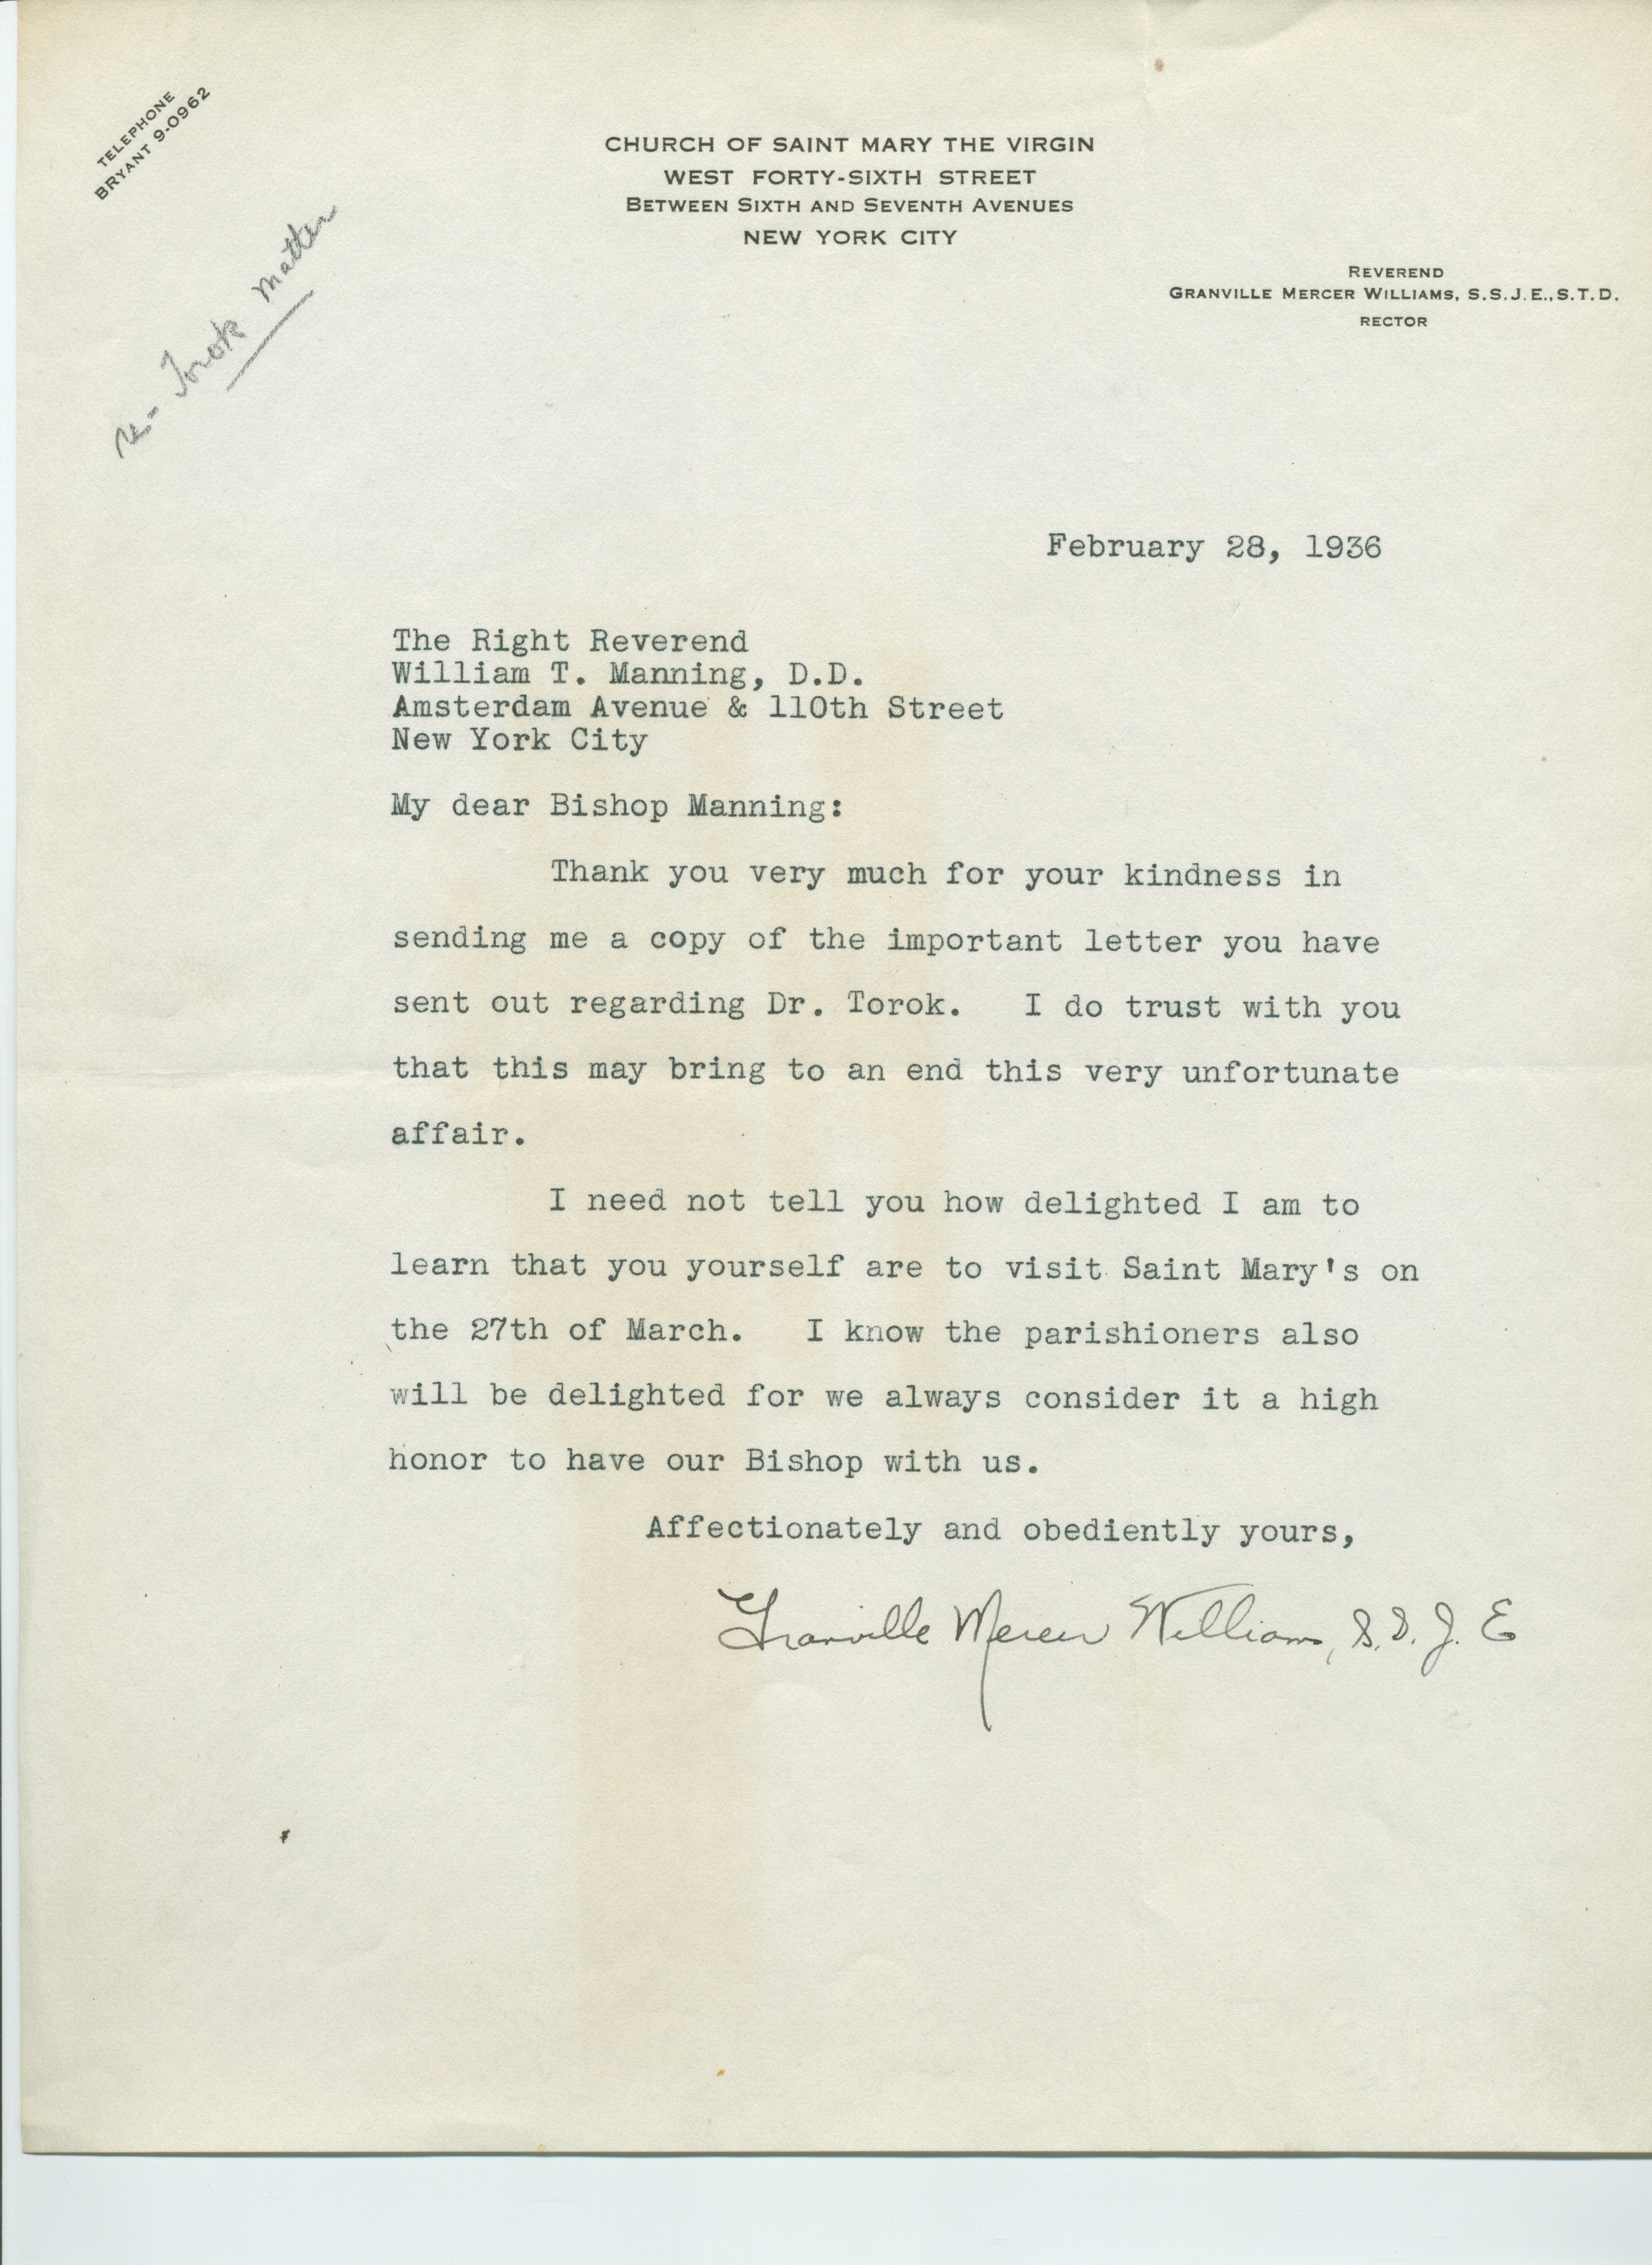 TELEPHONE
BRYANT 9-0962
re- Torok matter
CHURCH OF SAINT MARY THE VIRGIN
WEST FORTY-SIXTH STREET
BETWEEN SIXTH AND SEVENTH AVENUES
NEW YORK CITY
REVEREND
GRANVILLE MERCER WILLIAMS, S.S.J.E., S.T.D.
RECTOR
February 28, 1936
The Right Reverend
William T. Manning, D.D.
Amsterdam Avenue & 110th Street
New York City
My dear Bishop Manning:
Thank you very much for your kindness in
sending me a copy of the important letter you have
sent out regarding Dr. Torok. I do trust with you
that this may bring to an end this very unfortunate
affair.
I need not tell you how delighted I am to
learn that you yourself are to visit Saint Mary's on
the 27th of March. I know the parishioners also
will be delighted for we always consider it a high
honor to have our Bishop with us.
Affectionately and obediently yours,
Granville Mercer Williams, S.S.J.E